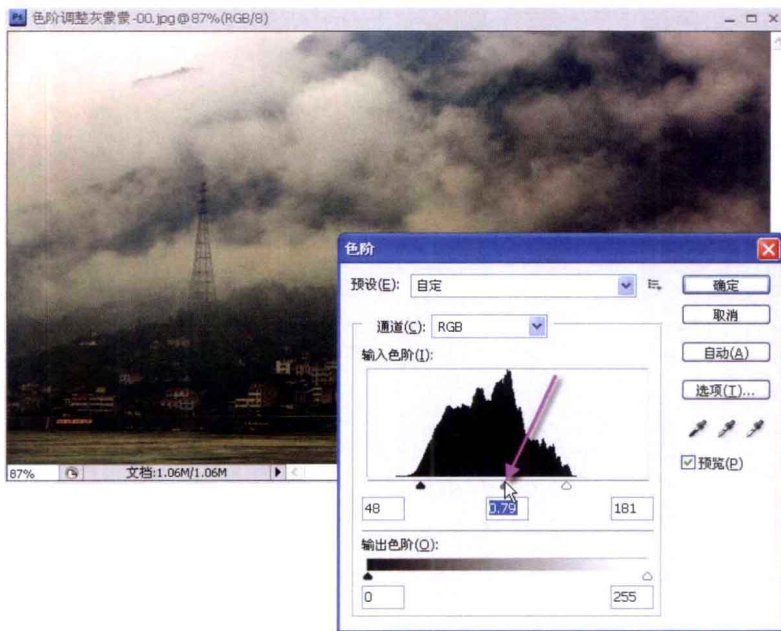 Ps 色阶调整灰蒙蒙-00.jpg@87%(RGB/8)
87% 文档:1.06M/1.06M
色阶
预设(E): 自定
通道(C): RGB
输入色阶(I):
48 0.79 181
输出色阶(O):
0 255
确定
取消
自动(A)
选项(T)...
预览(P)